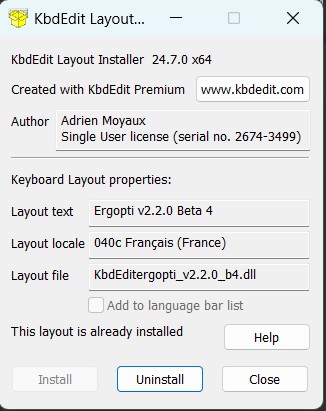 KbdEdit Layout...
KbdEdit Layout Installer 24.7.0 x64
Created with KbdEdit Premium www.kbdedit.com
Author Adrien Moyaux
Single User license (serial no. 2674-3499)
Keyboard Layout properties:
Layout text Ergopti v2.2.0 Beta 4
Layout locale 040c Français (France)
Layout file KbdEditergopti_v2.2.0_b4.dll
Add to language bar list
This layout is already installed
Help
Install Uninstall Close